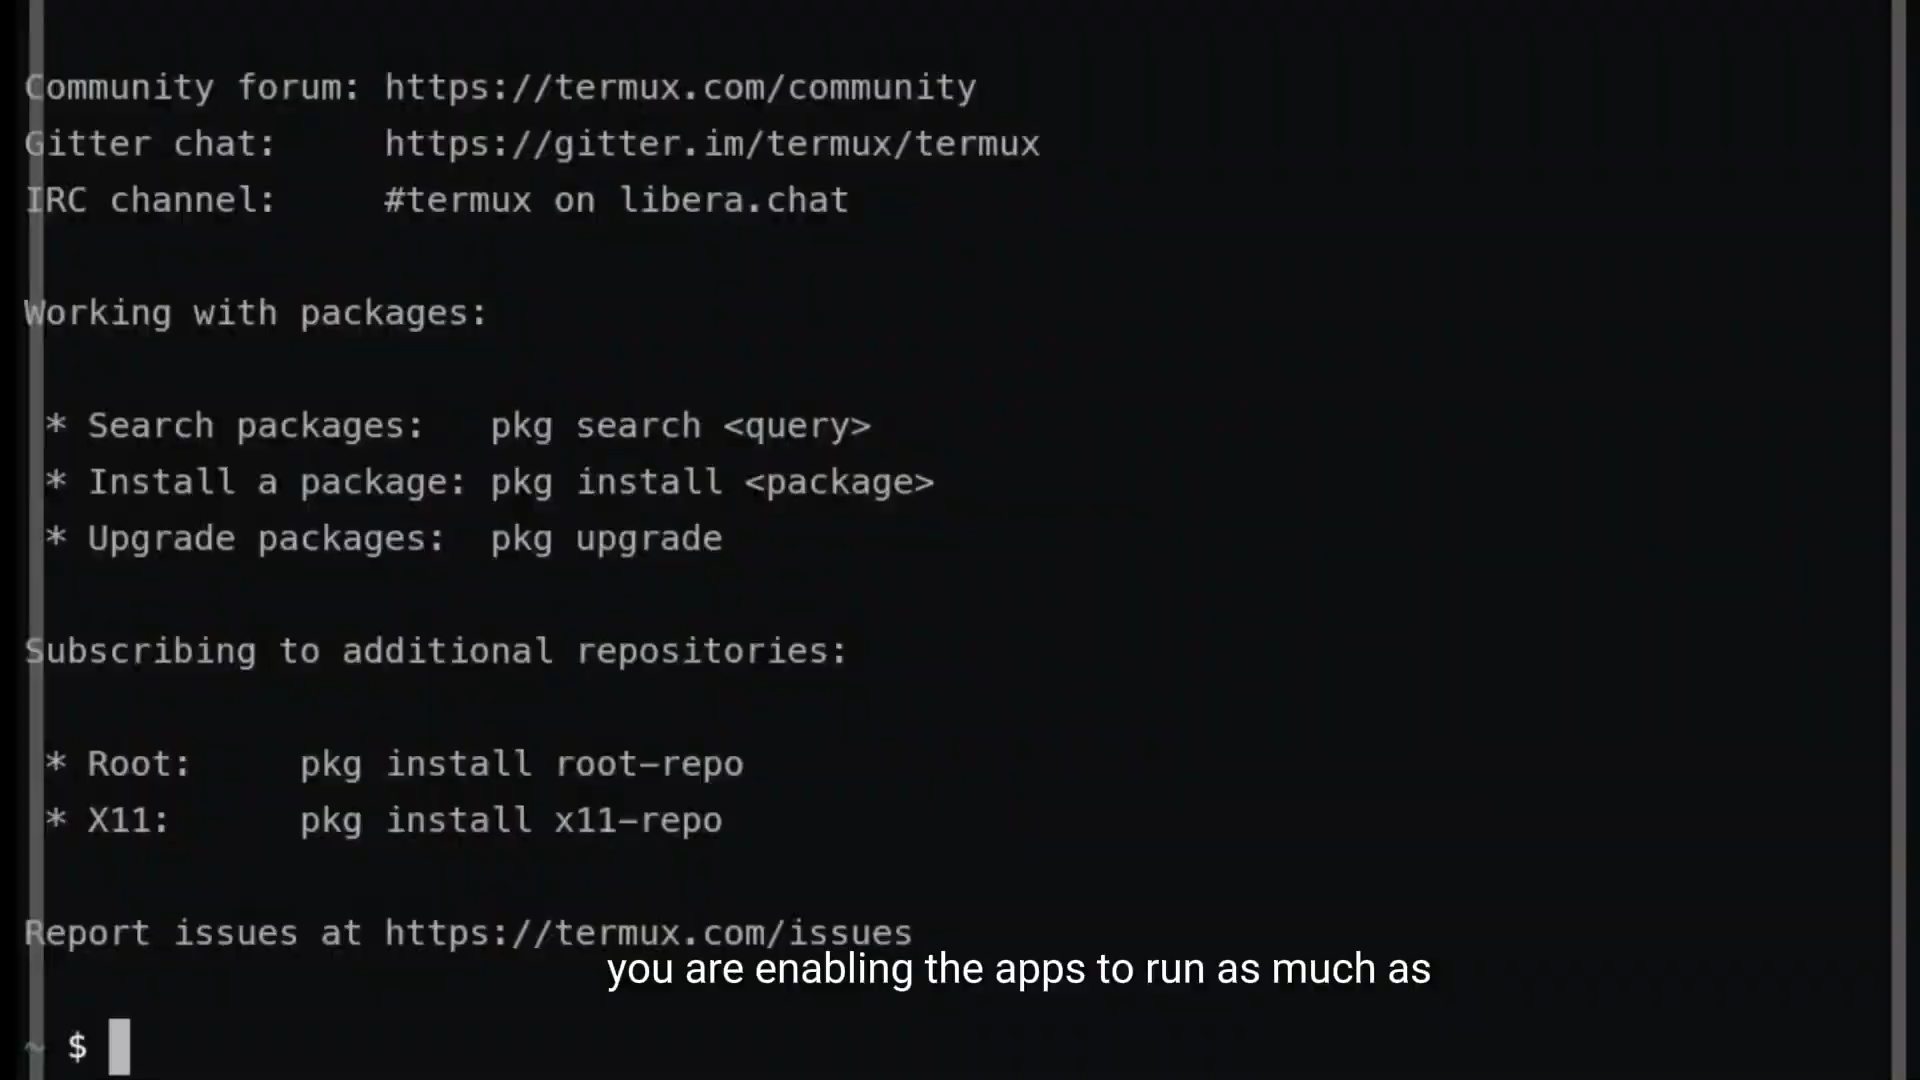 Community forum: https://termux.com/community
Gitter chat:     https://gitter.im/termux/termux
IRC channel:     #termux on libera.chat
Working with packages:
* Search packages:   pkg search <query>
* Install a package: pkg install <package>
* Upgrade packages:  pkg upgrade
Subscribing to additional repositories:
* Root:     pkg install root-repo
* X11:      pkg install x11-repo
Report issues at https://termux.com/issues
you are enabling the apps to run as much as
~ $